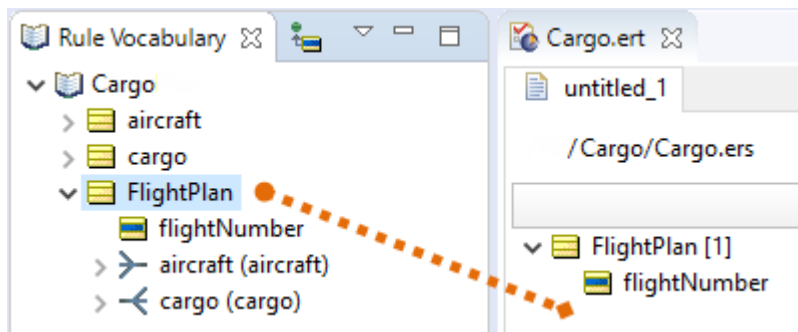 Rule Vocabulary
Cargo
aircraft
cargo
FlightPlan
flightNumber
aircraft (aircraft)
cargo (cargo)
Cargo.ert
untitled_1
/Cargo/Cargo.ers
FlightPlan [1]
flightNumber